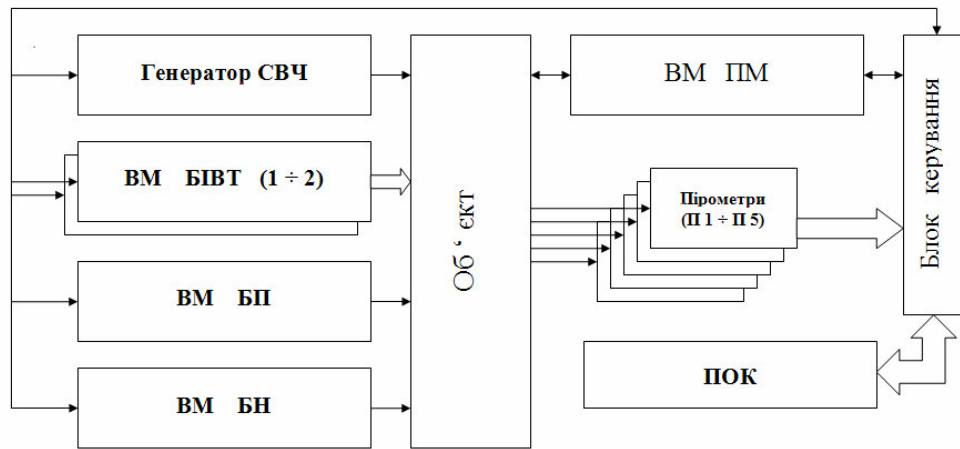 Генератор СВЧ
ВМ БІВТ (1 ÷ 2)
ВМ БП
ВМ БН
Об ‘ єкт
ВМ ПМ
Пірометри
(П 1 ÷ П 5)
ПОК
Блок керування